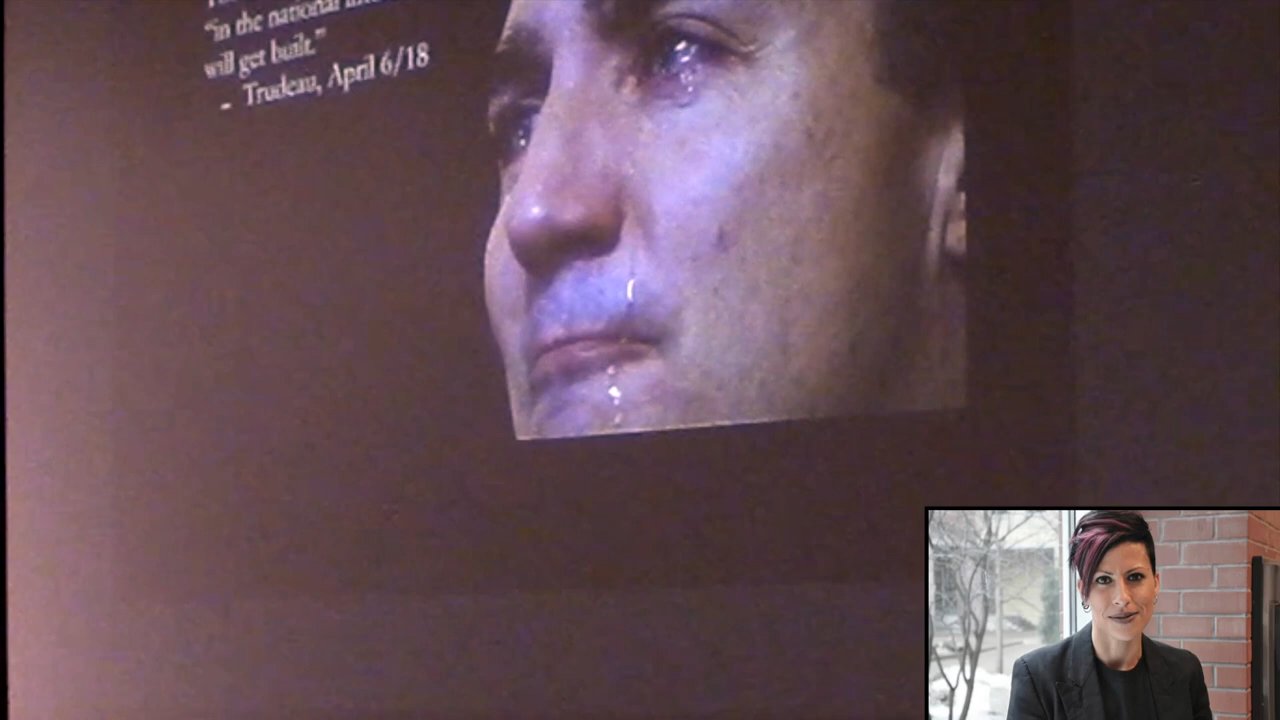 “in the national
will get built.”
- Trudeau, April 6/18